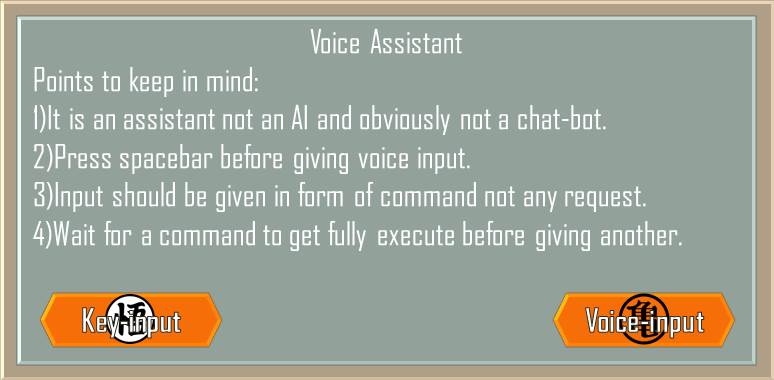 Voice Assistant
Points to keep in mind:
1)It is an assistant not an AI and obviously not a chat-bot.
2)Press spacebar before giving voice input.
3)Input should be given in form of command not any request.
4)Wait for a command to get fully execute before giving another.
Key-input
悟
Voice-input
亀